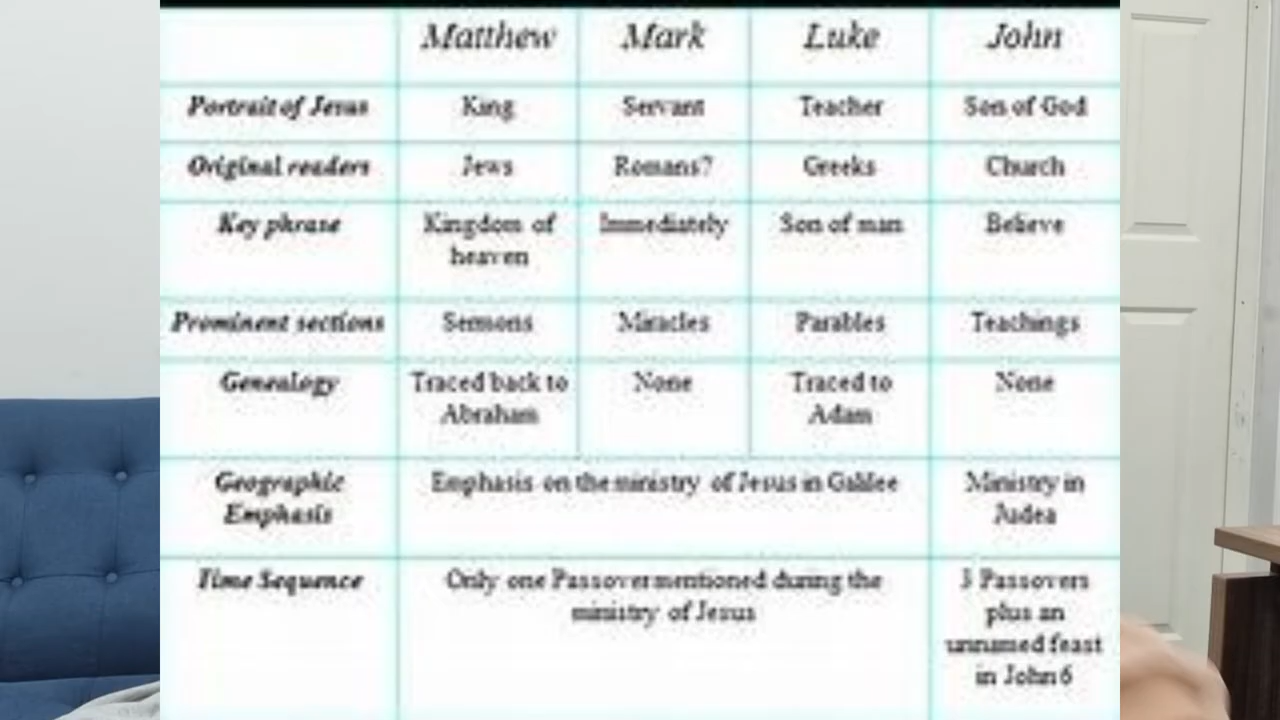 Matthew Mark Luke John
Portrait of Jesus King Servant Teacher Son of God
Original readers Jews Romans? Greeks Church
Key phrase Kingdom of Immediately Son of man Believe
heaven
Prominent sections Sermons Miracles Parables Teachings
Genealogy Traced back to None Traced to None
Abraham Adam
Geographic Emphasis on the ministry of Jesus in Galilee Ministry in
Emphasis Judea
Time Sequence Only one Passover mentioned during the 3 Passovers
ministry of Jesus plus an
unnamed feast
in John 6